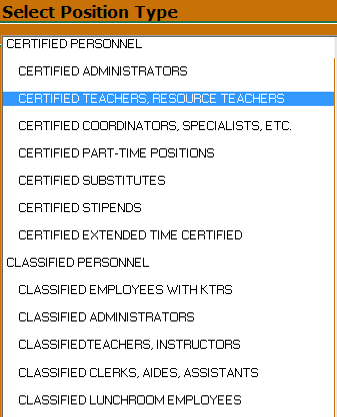 Select Position Type
CERTIFIED PERSONNEL
CERTIFIED ADMINISTRATORS
CERTIFIED TEACHERS, RESOURCE TEACHERS
CERTIFIED COORDINATORS, SPECIALISTS, ETC.
CERTIFIED PART-TIME POSITIONS
CERTIFIED SUBSTITUTES
CERTIFIED STIPENDS
CERTIFIED EXTENDED TIME CERTIFIED
CLASSIFIED PERSONNEL
CLASSIFIED EMPLOYEES WITH KTRS
CLASSIFIED ADMINISTRATORS
CLASSIFIEDTEACHERS, INSTRUCTORS
CLASSIFIED CLERKS, AIDES, ASSISTANTS
CLASSIFIED LUNCHROOM EMPLOYEES